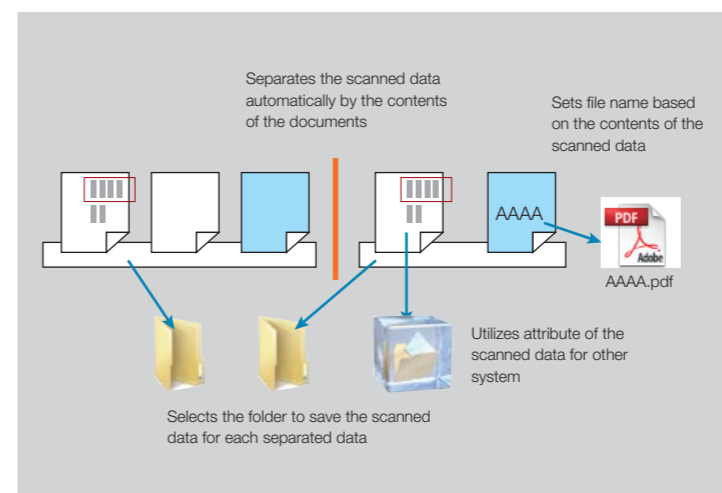 Separates the scanned data
automatically by the contents
of the documents
Sets file name based
on the contents of the
scanned data
AAAA
PDF
Adobe
AAAA.pdf
Utilizes attribute of the
scanned data for other
system
Selects the folder to save the scanned
data for each separated data